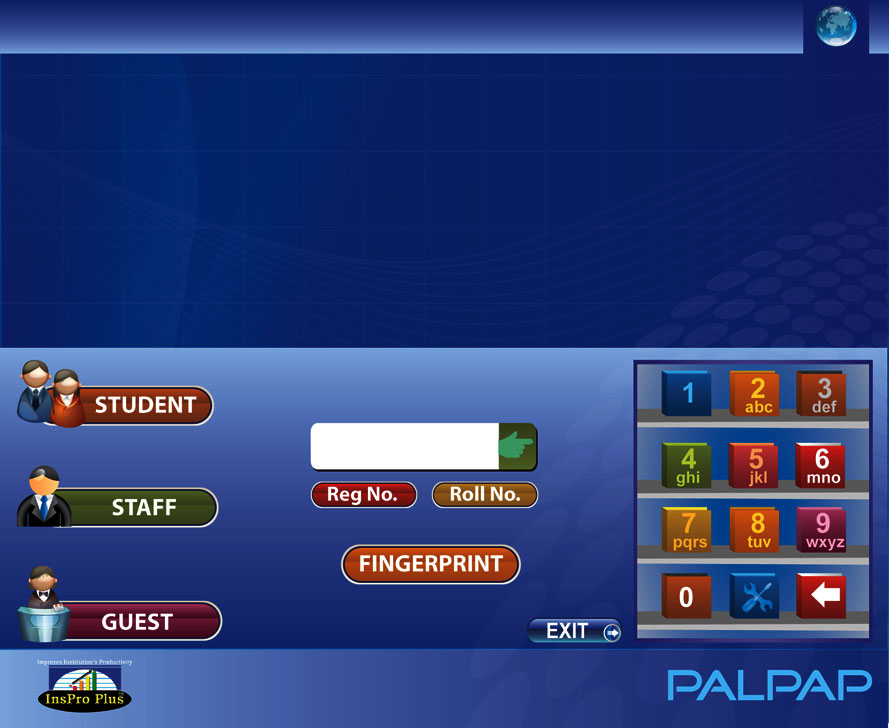 STUDENT
STAFF
GUEST
Reg No.
Roll No.
FINGERPRINT
EXIT
1
2
abc
3
def
4
ghi
5
jkl
6
mno
7
pqrs
8
tuv
9
wxyz
0
Improves Institution's Productivity
InsPro Plus
PALPAP